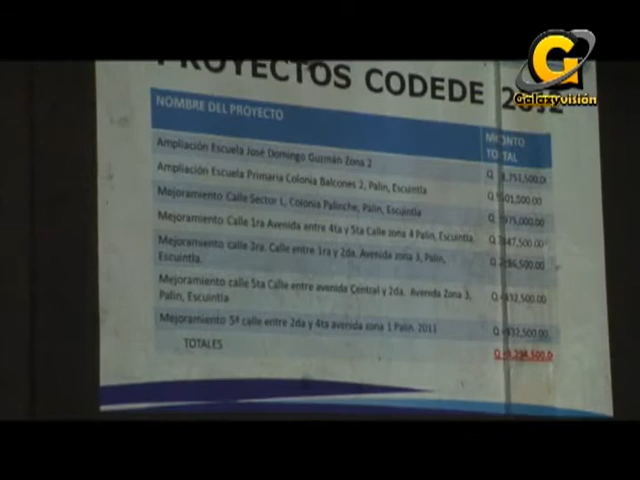 Galaxyvisión
PROYECTOS CODEDE
NOMBRE DEL PROYECTO
MONTO
TOTAL
Ampliación Escuela José Domingo Guzmán Zona 2
Q
Ampliación Escuela Primaria Colonia Balcones 2, Palin, Escuintla
Q
Mejoramiento Calle Sector L, Colonia Palinche, Palin, Escuintla
Q
Mejoramiento Calle 1ra Avenida entre 4ta y 5ta Calle zona 4 Palin, Escuintla
Q
Mejoramiento calle 3ra. Calle entre 1ra y 2da. Avenida zona 3, Palin,
Escuintla.
Q
Mejoramiento calle 5ta Calle entre avenida Central y 2da. Avenida Zona 3,
Palin, Escuintla
Q
Mejoramiento 5ª calle entre 2da y 4ta avenida zona 1 Palin, 2011
Q
TOTALES
Q